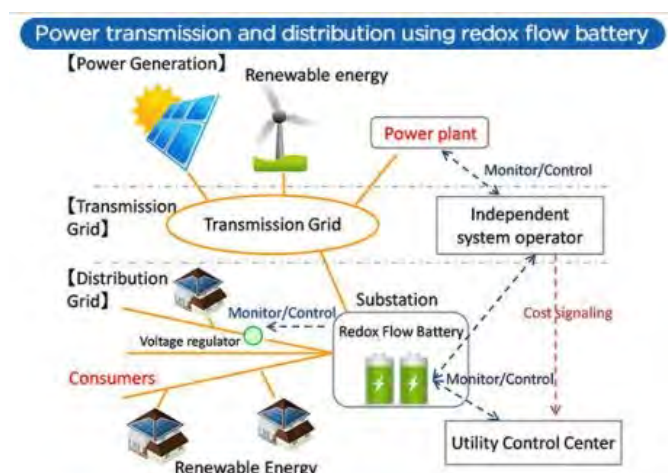 Power transmission and distribution using redox flow battery
【Power Generation】
Renewable energy
Power plant
Monitor/Control
【Transmission
Grid】
Transmission Grid
Independent
system operator
【Distribution
Grid】
Monitor/Control
Substation
Redox Flow Battery
Cost signaling
Voltage regulator
Consumers
Monitor/Control
Renewable Energy
Utility Control Center